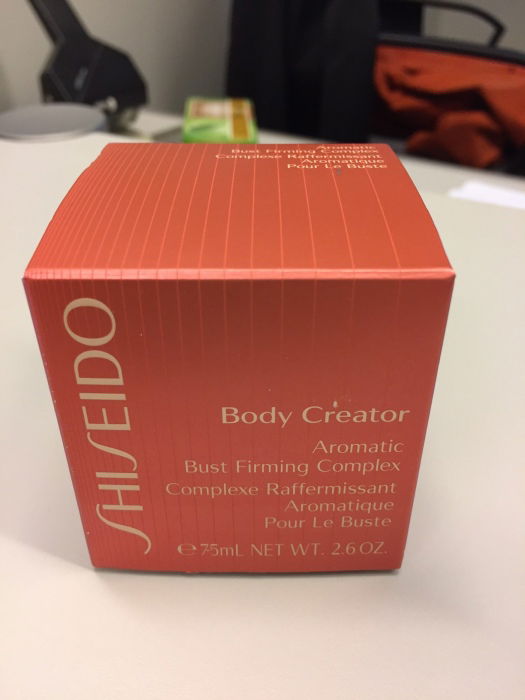 Aromatic
Bust Firming Complex
Complexe Raffermissant
Aromatique
Pour Le Buste
SHISEIDO
Body Creator
Aromatic
Bust Firming Complex
Complexe Raffermissant
Aromatique
Pour Le Buste
℮ 75mL NET WT. 2.6 OZ.